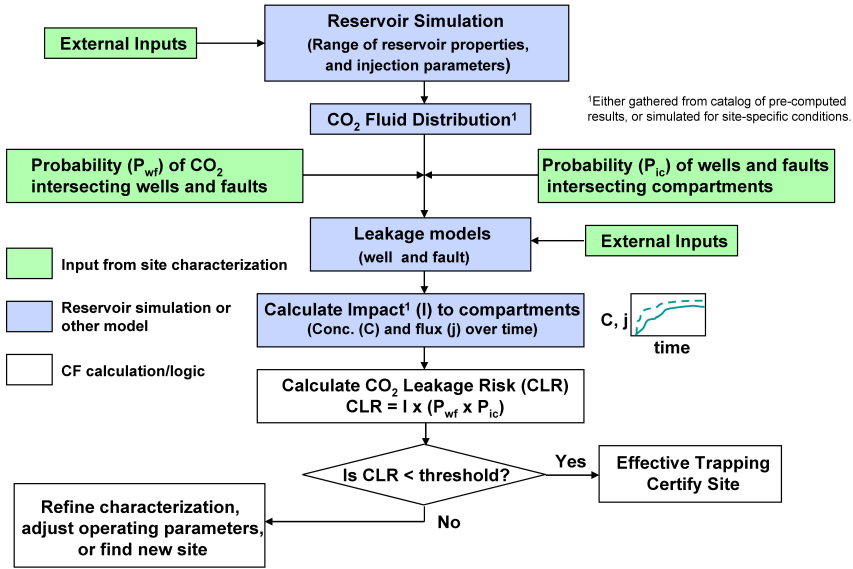 Reservoir Simulation
(Range of reservoir properties,
and injection parameters)
External Inputs
CO2 Fluid Distribution1
1Either gathered from catalog of pre-computed
results, or simulated for site-specific conditions.
Probability (Pwf) of CO2
intersecting wells and faults
Probability (Pic) of wells and faults
intersecting compartments
Leakage models
(well and fault)
External Inputs
Input from site characterization
Reservoir simulation or
other model
CF calculation/logic
Calculate Impact1 (I) to compartments
(Conc. (C) and flux (j) over time)
C, j
time
Calculate CO2 Leakage Risk (CLR)
CLR = I x (Pwf x Pic)
Is CLR < threshold?
Yes
Effective Trapping
Certify Site
No
Refine characterization,
adjust operating parameters,
or find new site